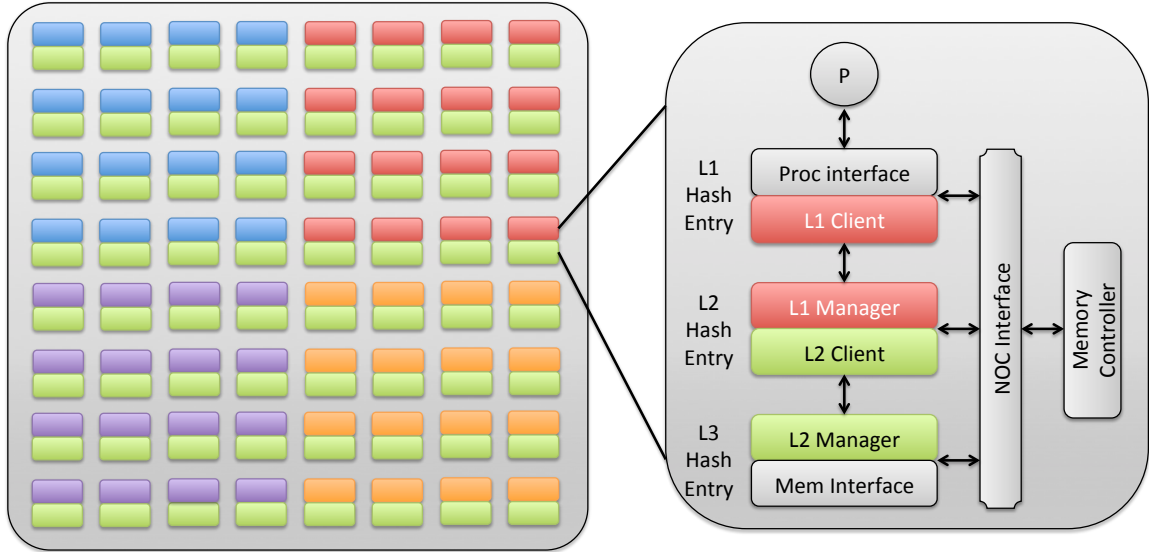 P
L1
Hash
Entry
Proc interface
L1 Client
L2
Hash
Entry
L1 Manager
L2 Client
L3
Hash
Entry
L2 Manager
Mem Interface
NOC Interface
Memory
Controller